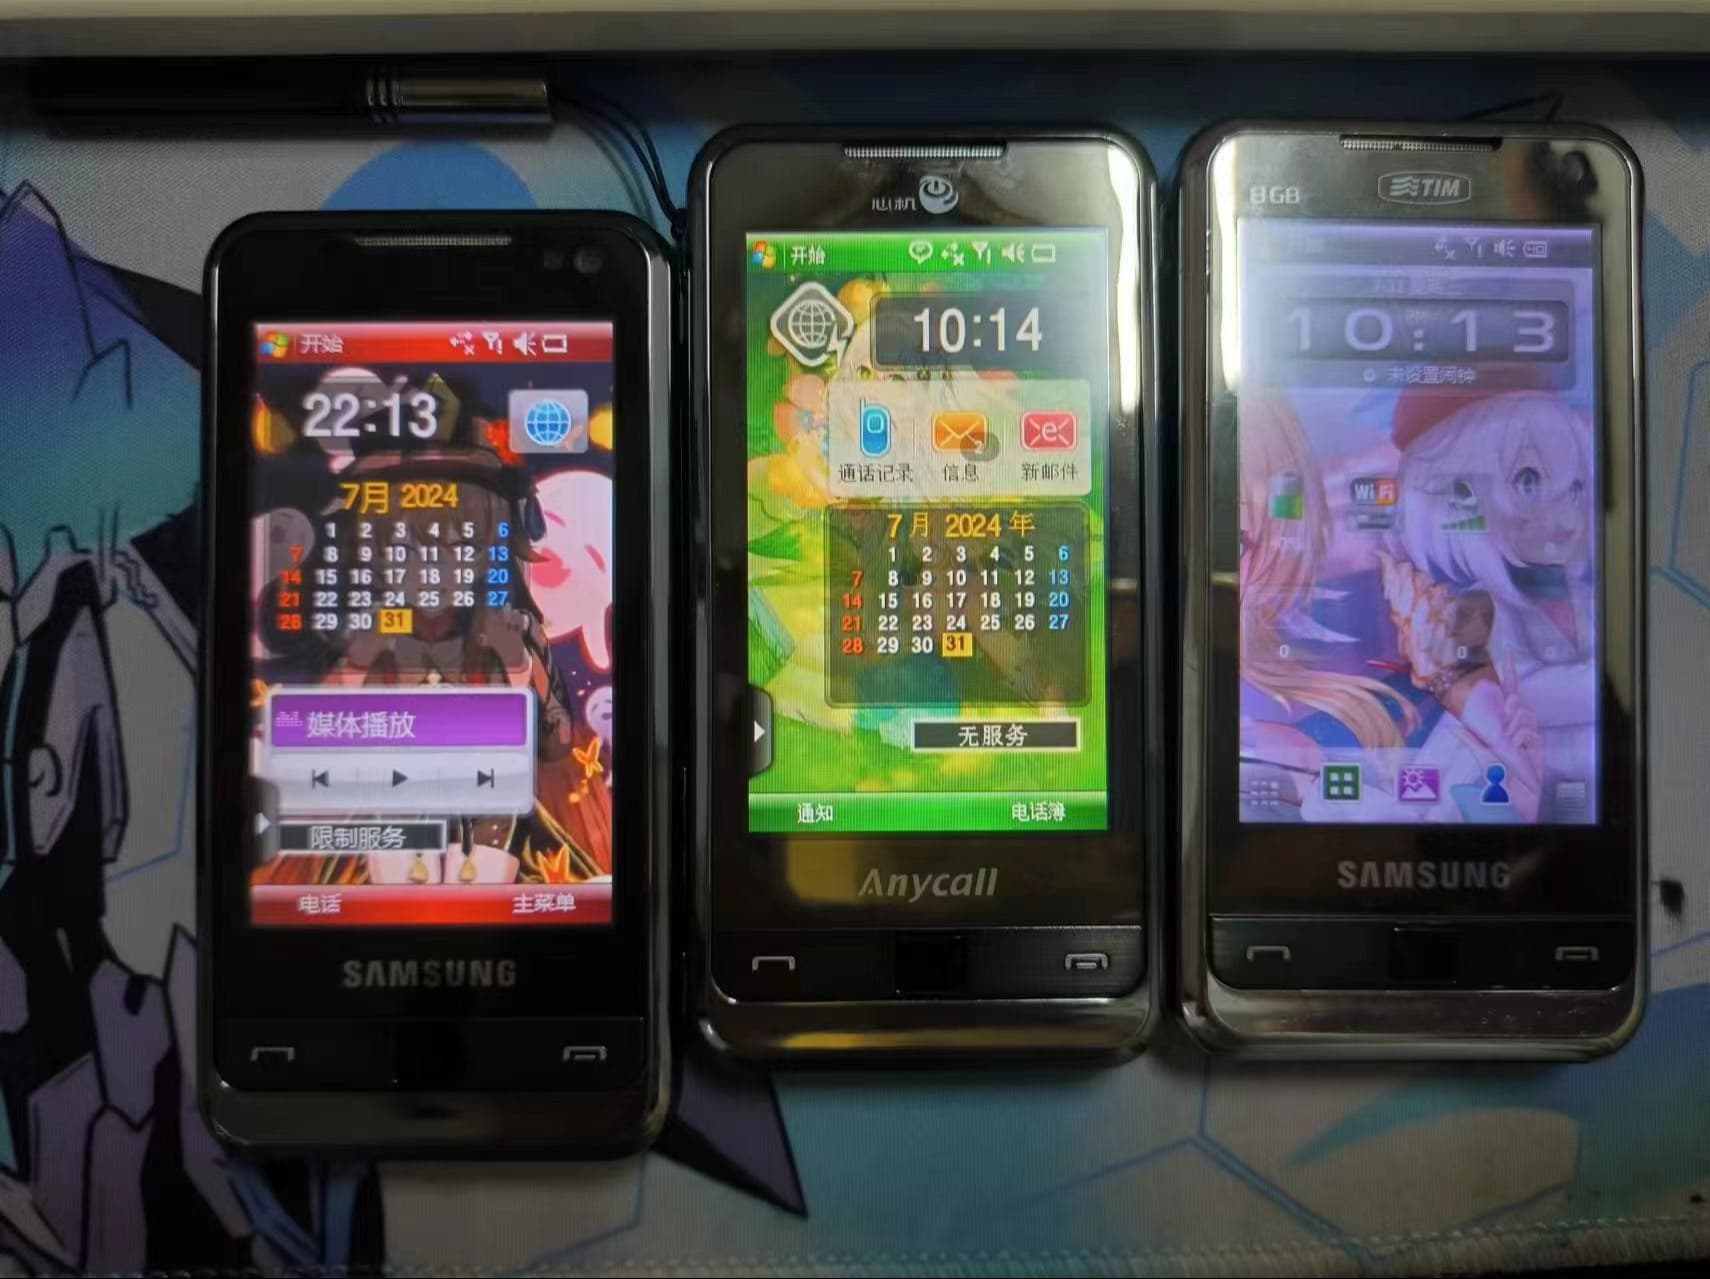 开始
22:13
7月 2024
1 2 3 4 5 6
7 8 9 10 11 12 13
14 15 16 17 18 19 20
21 22 23 24 25 26 27
28 29 30 31
媒体播放
限制服务
电话 主菜单
SAMSUNG
心机
开始
10:14
通话记录 信息 新邮件
7月 2024年
1 2 3 4 5 6
7 8 9 10 11 12 13
14 15 16 17 18 19 20
21 22 23 24 25 26 27
28 29 30 31
无服务
通知 电话簿
Anycall
8GB TIM
10:13
未设置闹钟
WiFi
0 0 0
SAMSUNG